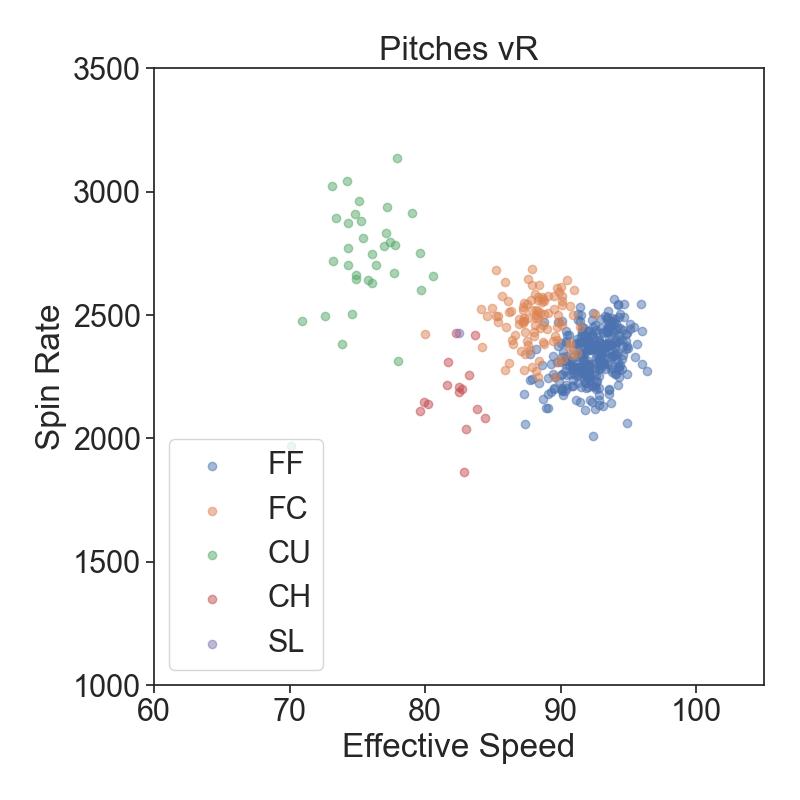 Pitches vR
3500
3000
2500
2000
1500
1000
Spin Rate
FF
FC
CU
CH
SL
60 70 80 90 100
Effective Speed